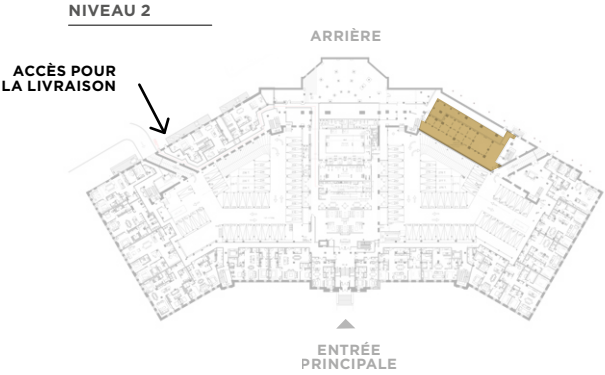 NIVEAU 2
ARRIÈRE
ACCÈS POUR
LA LIVRAISON
ENTRÉE
PRINCIPALE